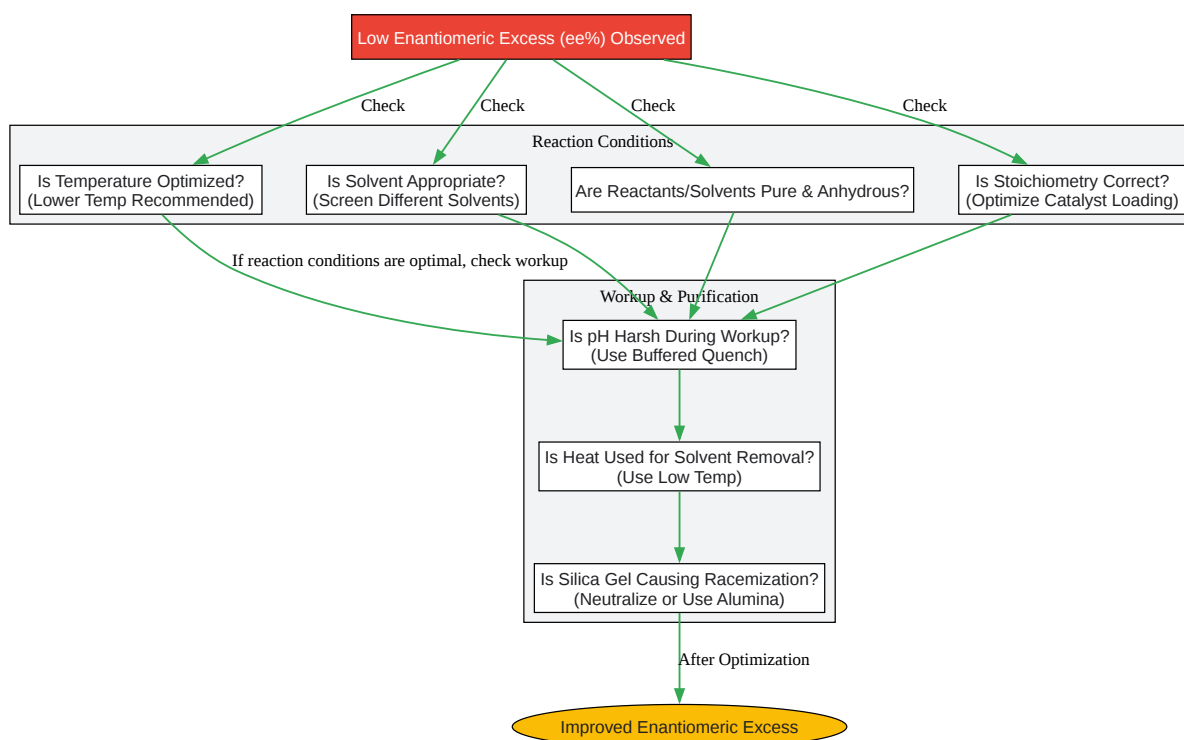 Low Enantiomeric Excess (ee%) Observed
Check
Check
Check
Check
Reaction Conditions
Is Temperature Optimized?
(Lower Temp Recommended)
Is Solvent Appropriate?
(Screen Different Solvents)
Are Reactants/Solvents Pure & Anhydrous?
Is Stoichiometry Correct?
(Optimize Catalyst Loading)
If reaction conditions are optimal, check workup
Workup & Purification
Is pH Harsh During Workup?
(Use Buffered Quench)
Is Heat Used for Solvent Removal?
(Use Low Temp)
Is Silica Gel Causing Racemization?
(Neutralize or Use Alumina)
After Optimization
Improved Enantiomeric Excess